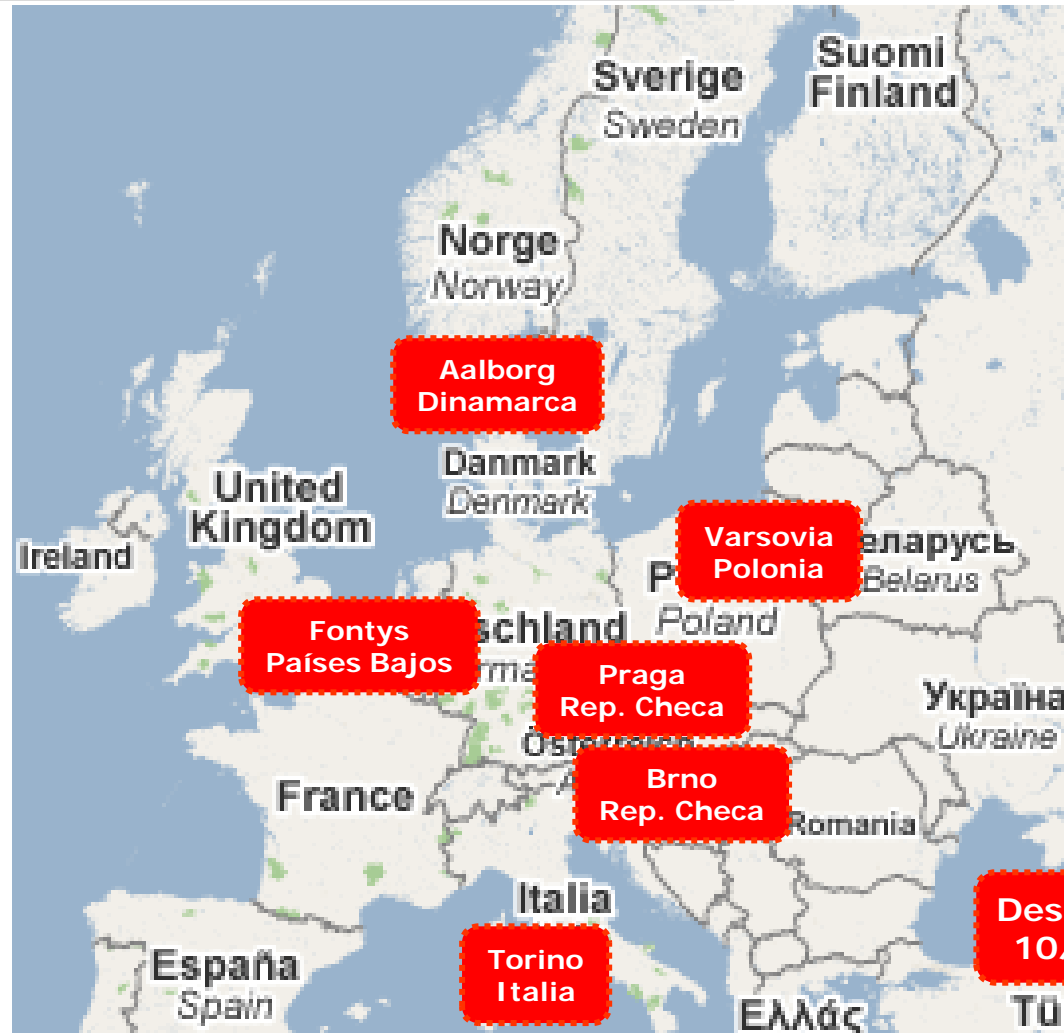 Sverige
Sweden
Suomi
Finland
Norge
Norway
Aalborg
Dinamarca
Danmark
Denmark
United
Kingdom
Ireland
Varsovia
Polonia
Belarus
Poland
Fontys
Países Bajos
Praga
Rep. Checa
Україна
Ukraine
Brno
Rep. Checa
France
Romania
Italia
Torino
Italia
España
Spain
Ελλάς